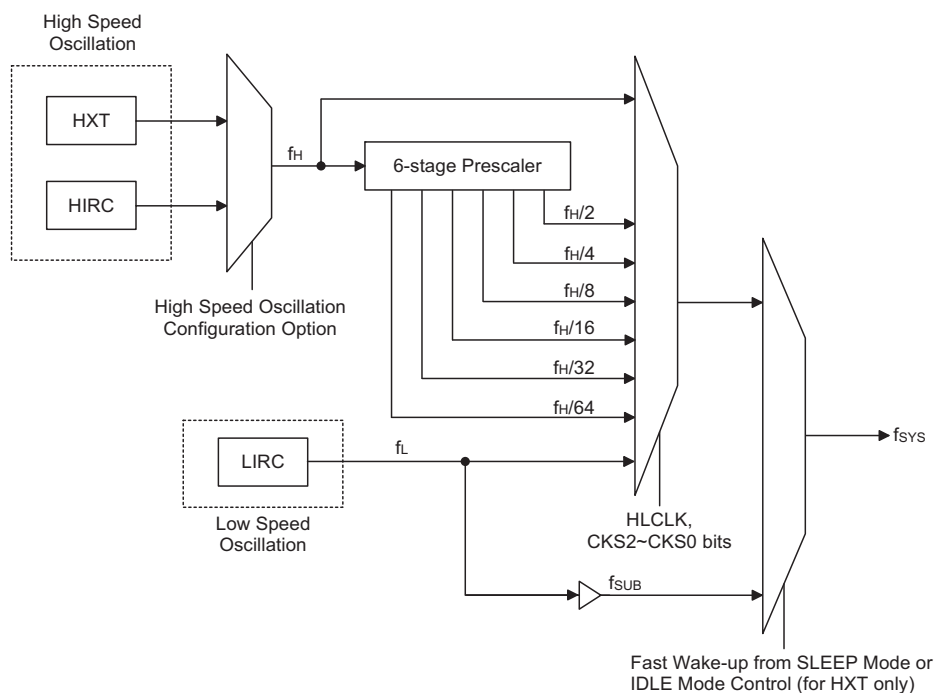 High Speed
Oscillation
HXT
HIRC
fH
High Speed Oscillation
Configuration Option
6-stage Prescaler
fH/2
fH/4
fH/8
fH/16
fH/32
fH/64
LIRC
fL
Low Speed
Oscillation
HLCLK,
CKS2~CKS0 bits
fSUB
fSYS
Fast Wake-up from SLEEP Mode or
IDLE Mode Control (for HXT only)